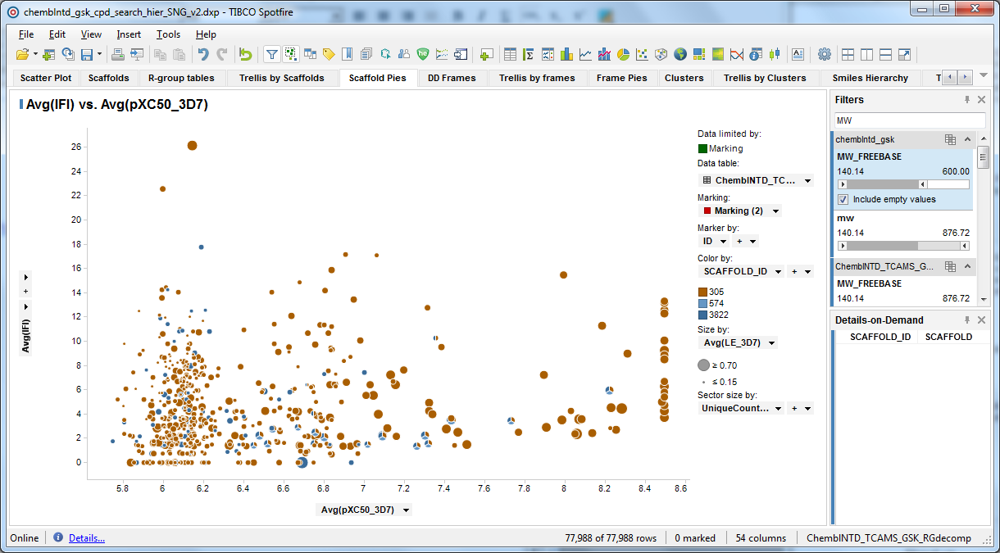 chemblntd_gsk_cpd_search_hier_SNG_v2.dxp - TIBCO Spotfire
File Edit View Insert Tools Help
Scatter Plot Scaffolds R-group tables Trellis by Scaffolds Scaffold Pies DD Frames Trellis by frames Frame Pies Clusters Trellis by Clusters Smiles Hierarchy T
Avg(IFI) vs. Avg(pXC50_3D7)
26
24
22
20
18
16
14
12
10
8
6
4
2
0
+
Avg(IFI)
5.8 6 6.2 6.4 6.6 6.8 7 7.2 7.4 7.6 7.8 8 8.2 8.4 8.6
Avg(pXC50_3D7)
Data limited by:
Marking
Data table:
ChemblNTD_TC...
Marking:
Marking (2)
Marker by:
ID +
Color by:
SCAFFOLD_ID +
305
574
3822
Size by:
Avg(LE_3D7)
≥ 0.70
≤ 0.15
Sector size by:
UniqueCount... +
Filters
MW
chemblntd_gsk
MW_FREEBASE
140.14 600.00
Include empty values
mw
140.14 876.72
ChemblNTD_TCAMS_G...
MW_FREEBASE
140.14 876.72
Details-on-Demand
SCAFFOLD_ID SCAFFOLD
Online Details... 77,988 of 77,988 rows 0 marked 54 columns ChemblNTD_TCAMS_GSK_RGdecomp